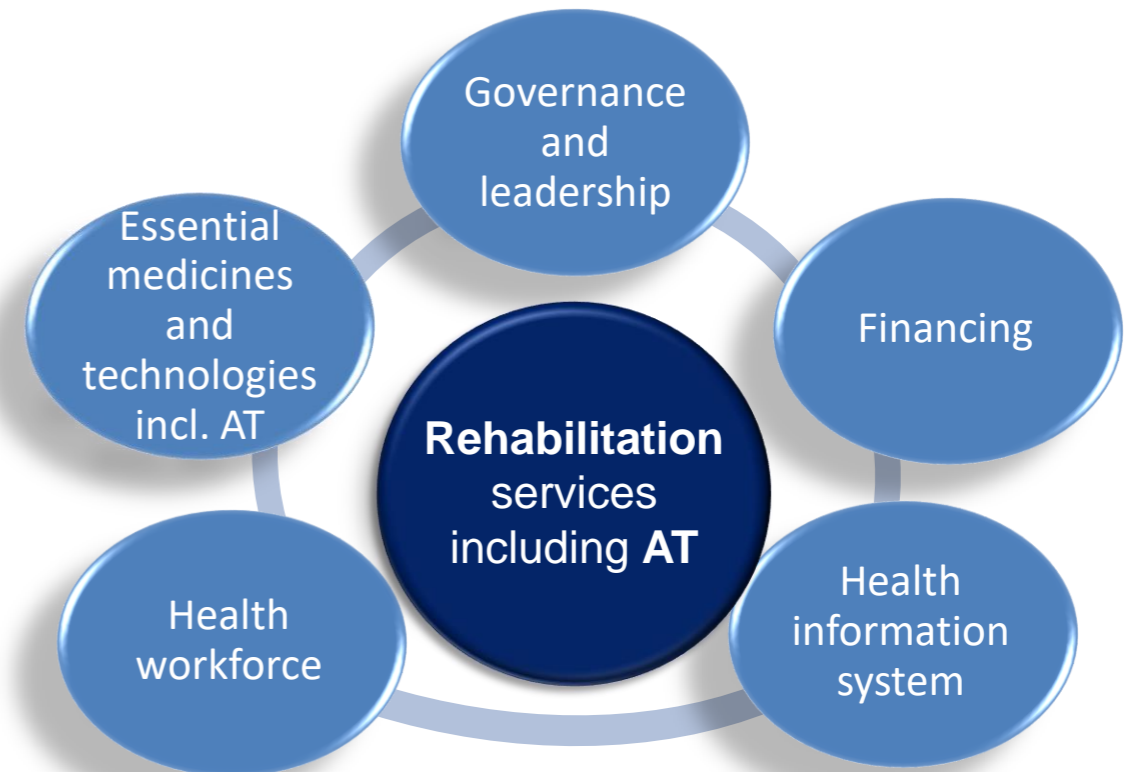 Governance
and
leadership
Essential
medicines
and
technologies
incl. AT
Financing
Rehabilitation
services
including AT
Health
workforce
Health
information
system